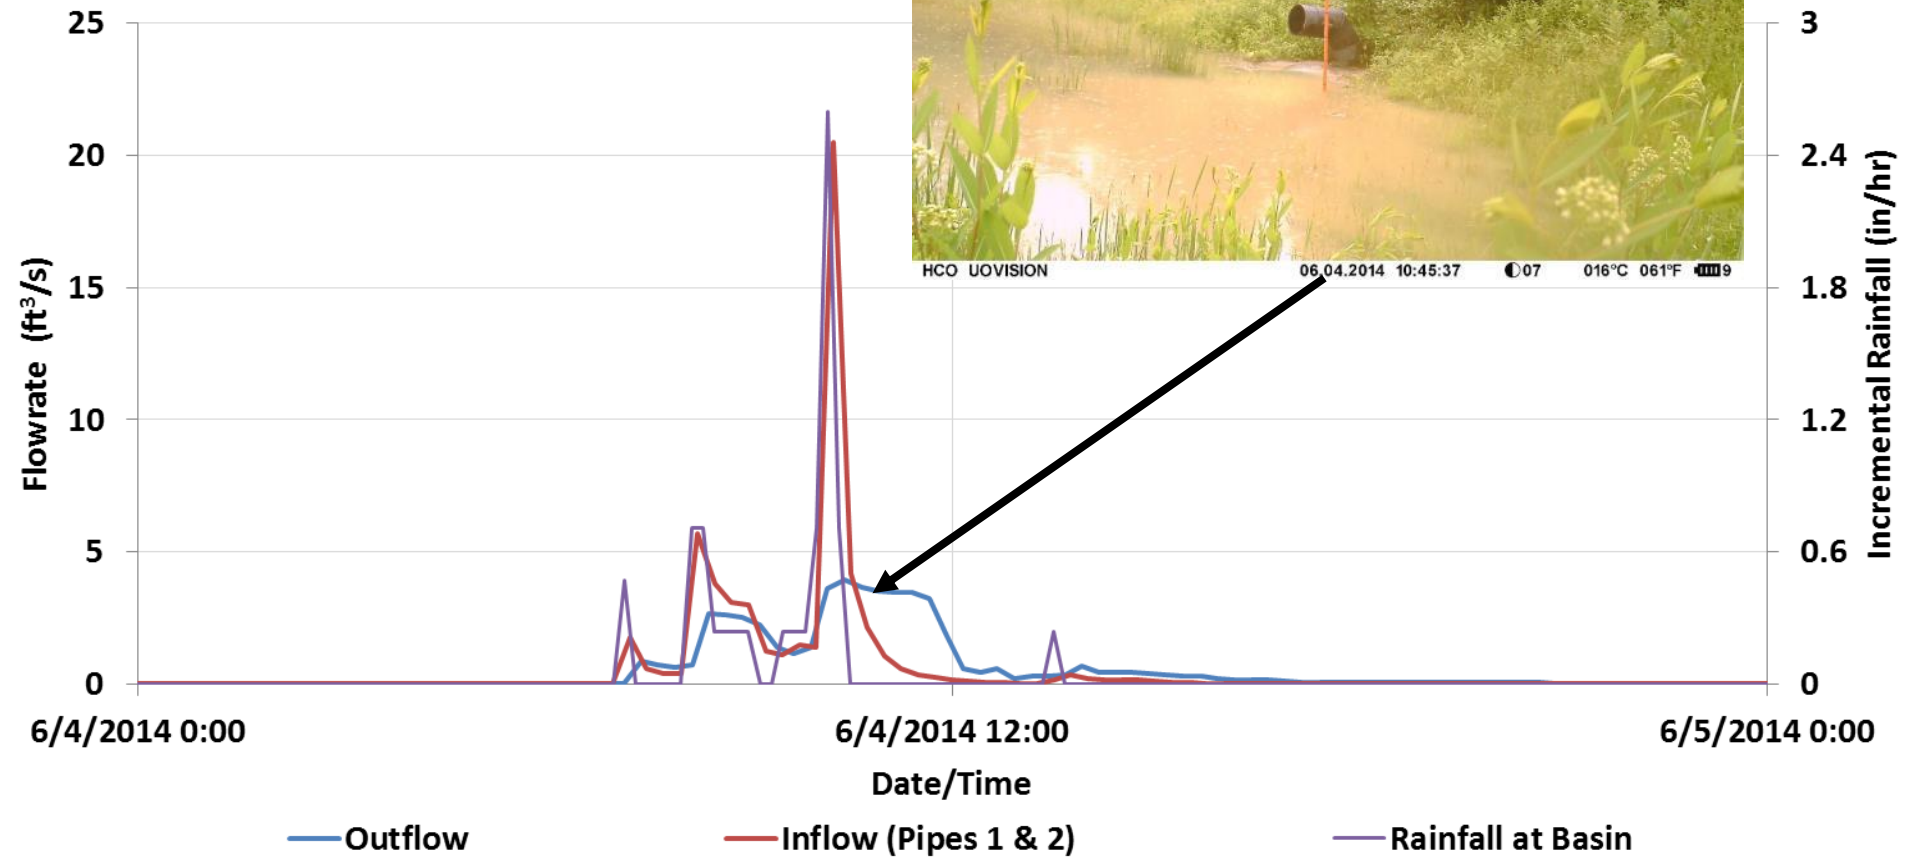 25
20
15
10
5
0
Flowrate (ft³/s)
3
2.4
1.8
1.2
0.6
0
Incremental Rainfall (in/hr)
HCO UOVISION 06.04.2014 10:45:37 07 016°C 061°F 9
6/4/2014 0:00 6/4/2014 12:00 6/5/2014 0:00
Date/Time
Outflow Inflow (Pipes 1 & 2) Rainfall at Basin